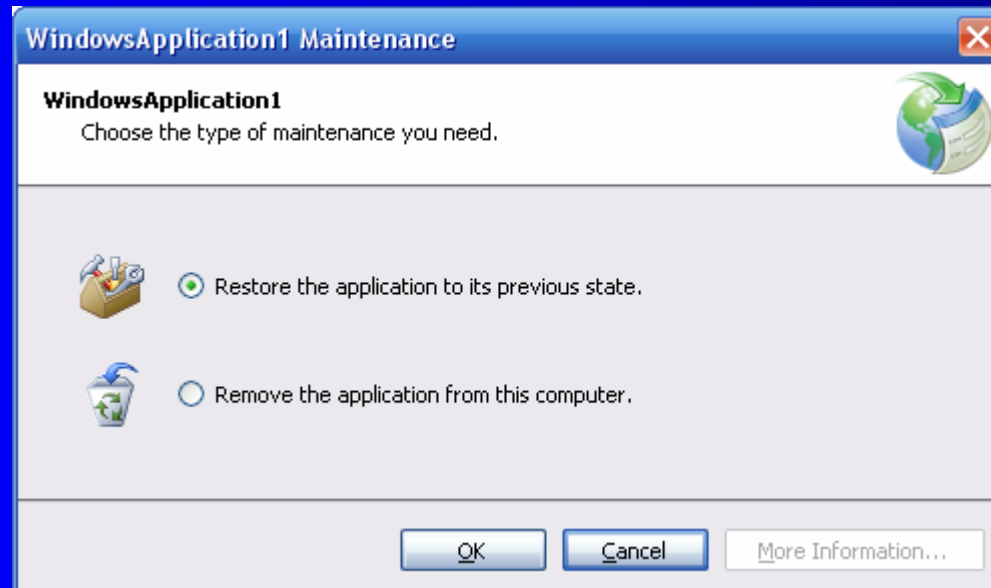 WindowsApplication1 Maintenance
WindowsApplication1
Choose the type of maintenance you need.
Restore the application to its previous state.
Remove the application from this computer.
OK Cancel More Information...